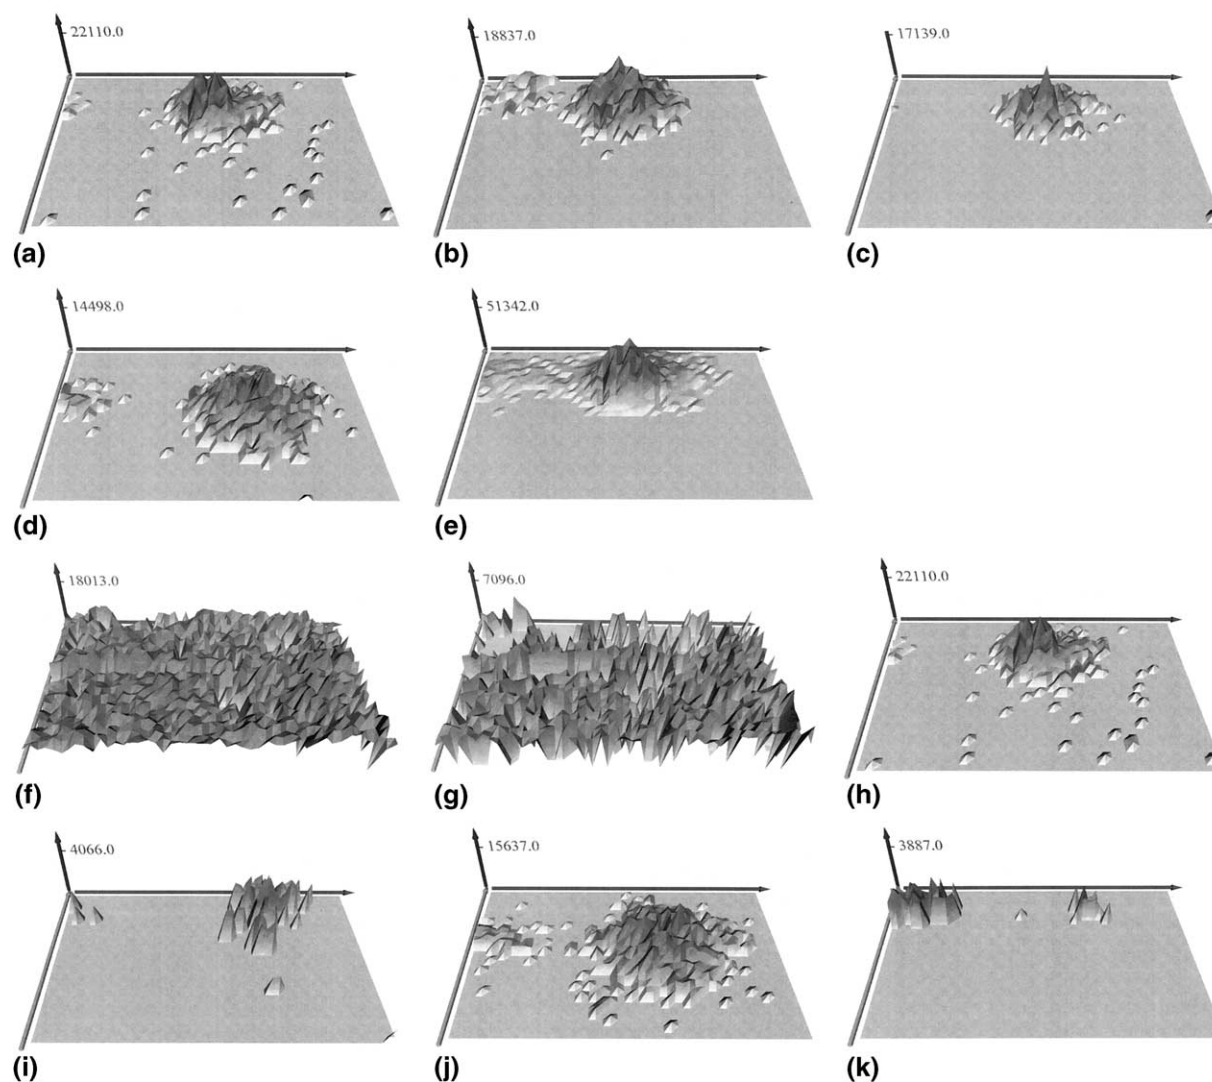 22110.0
18837.0
17139.0
(a)
(b)
(c)
14498.0
51342.0
(d)
(e)
18013.0
7096.0
22110.0
(f)
(g)
(h)
4066.0
15637.0
3887.0
(i)
(j)
(k)